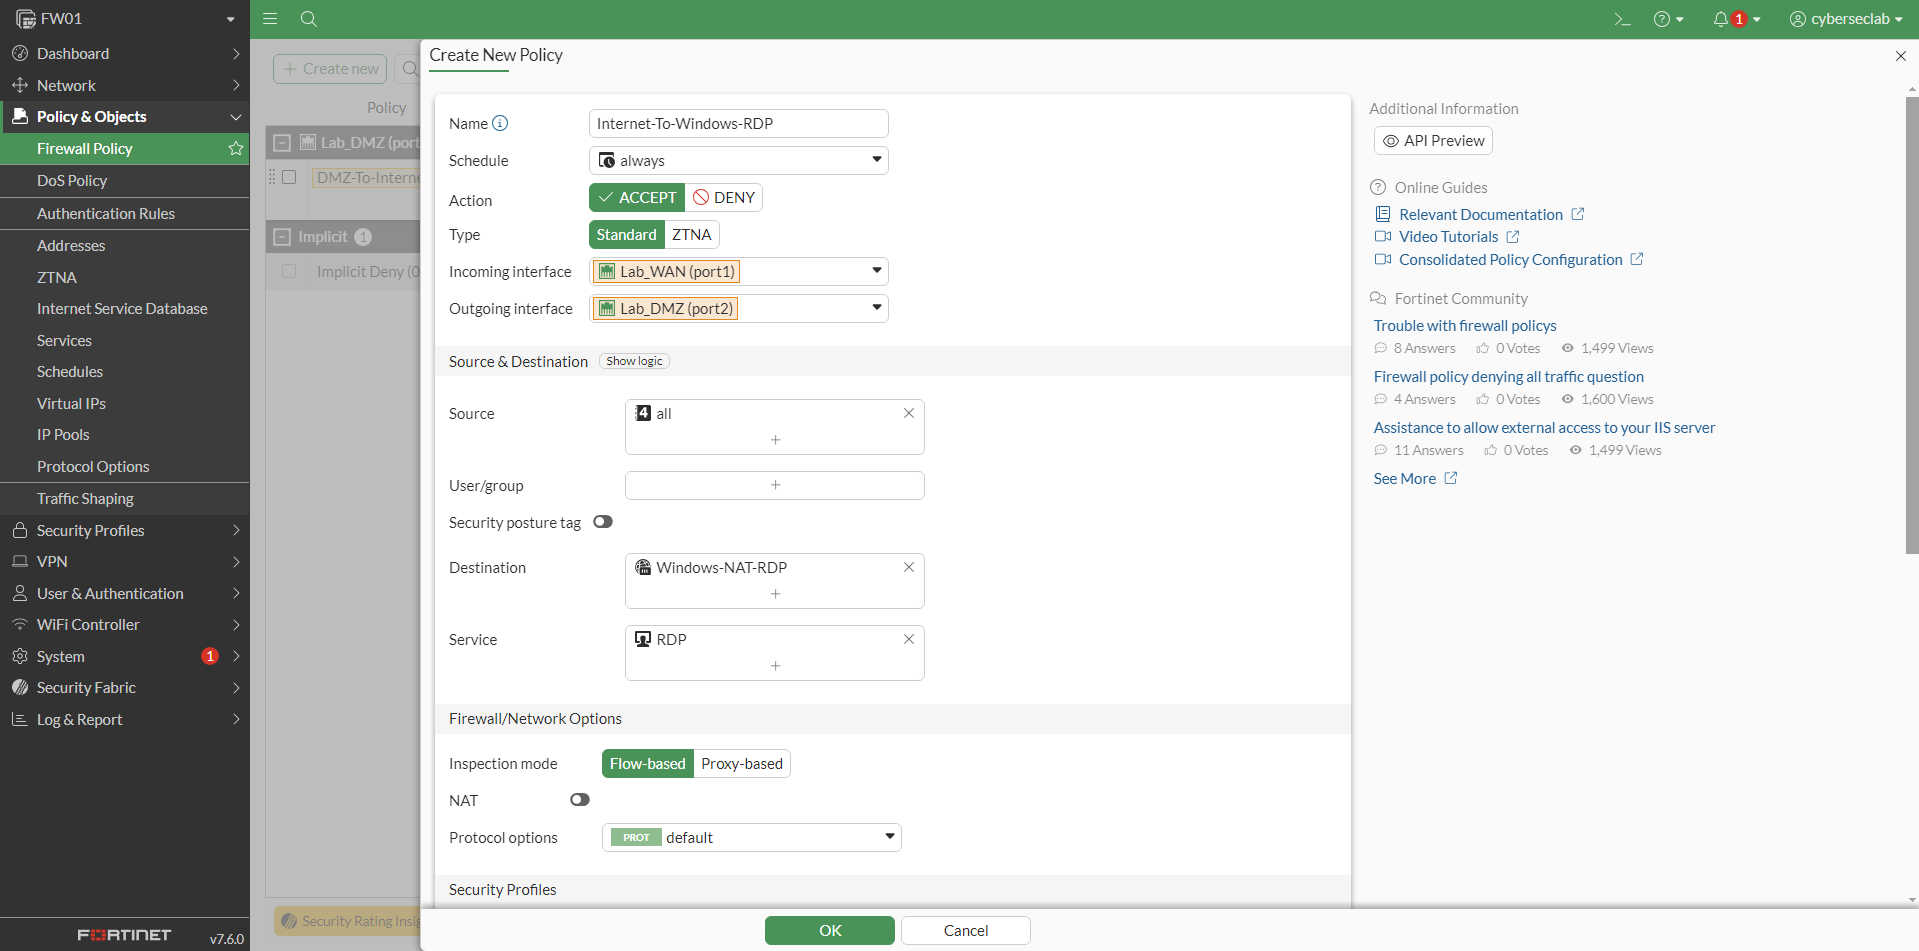 FW01
1
cyberseclab
Dashboard
Network
Policy & Objects
Firewall Policy
DoS Policy
Authentication Rules
Addresses
ZTNA
Internet Service Database
Services
Schedules
Virtual IPs
IP Pools
Protocol Options
Traffic Shaping
Security Profiles
VPN
User & Authentication
WiFi Controller
System 1
Security Fabric
Log & Report
FORTINET v7.6.0
Create new
Policy
Lab_DMZ (port
DMZ-To-Interne
Implicit 1
Implicit Deny (0
Security Rating Insig
Create New Policy
Name Internet-To-Windows-RDP
Schedule always
Action ACCEPT DENY
Type Standard ZTNA
Incoming interface Lab_WAN (port1)
Outgoing interface Lab_DMZ (port2)
Source & Destination Show logic
Source 4 all
+
User/group +
Security posture tag
Destination Windows-NAT-RDP
+
Service RDP
+
Firewall/Network Options
Inspection mode Flow-based Proxy-based
NAT
Protocol options PROT default
Security Profiles
OK Cancel
Additional Information
API Preview
Online Guides
Relevant Documentation
Video Tutorials
Consolidated Policy Configuration
Fortinet Community
Trouble with firewall policys
8 Answers 0 Votes 1,499 Views
Firewall policy denying all traffic question
4 Answers 0 Votes 1,600 Views
Assistance to allow external access to your IIS server
11 Answers 0 Votes 1,499 Views
See More